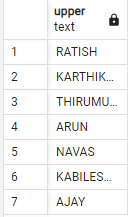 upper
text
1 RATISH
2 KARTHIK...
3 THIRUMU...
4 ARUN
5 NAVAS
6 KABILES...
7 AJAY